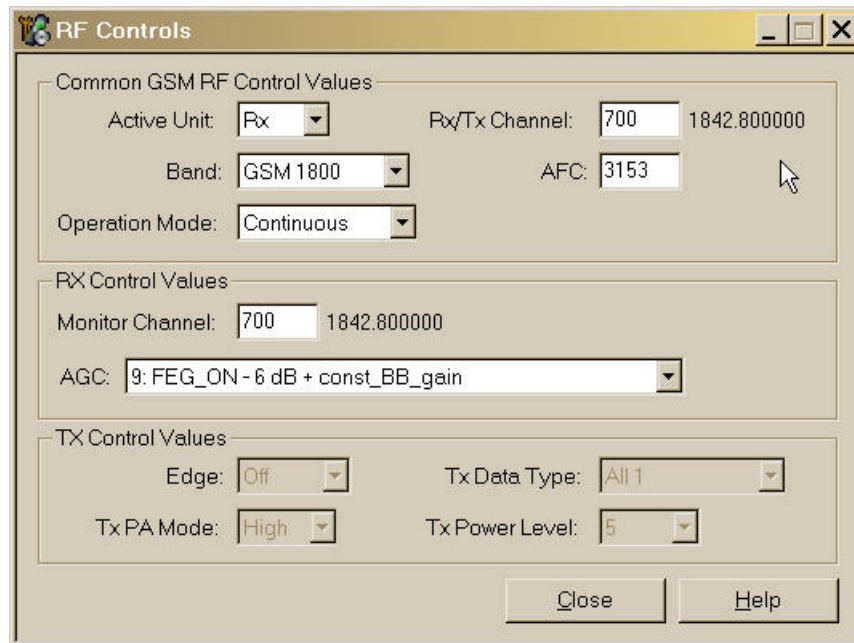 RF Controls
Common GSM RF Control Values
Active Unit: Rx Rx/Tx Channel: 700 1842.800000
Band: GSM 1800 AFC: 3153
Operation Mode: Continuous
RX Control Values
Monitor Channel: 700 1842.800000
AGC: 9: FEG_ON - 6 dB + const_BB_gain
TX Control Values
Edge: Off Tx Data Type: All 1
Tx PA Mode: High Tx Power Level: 5
Close Help